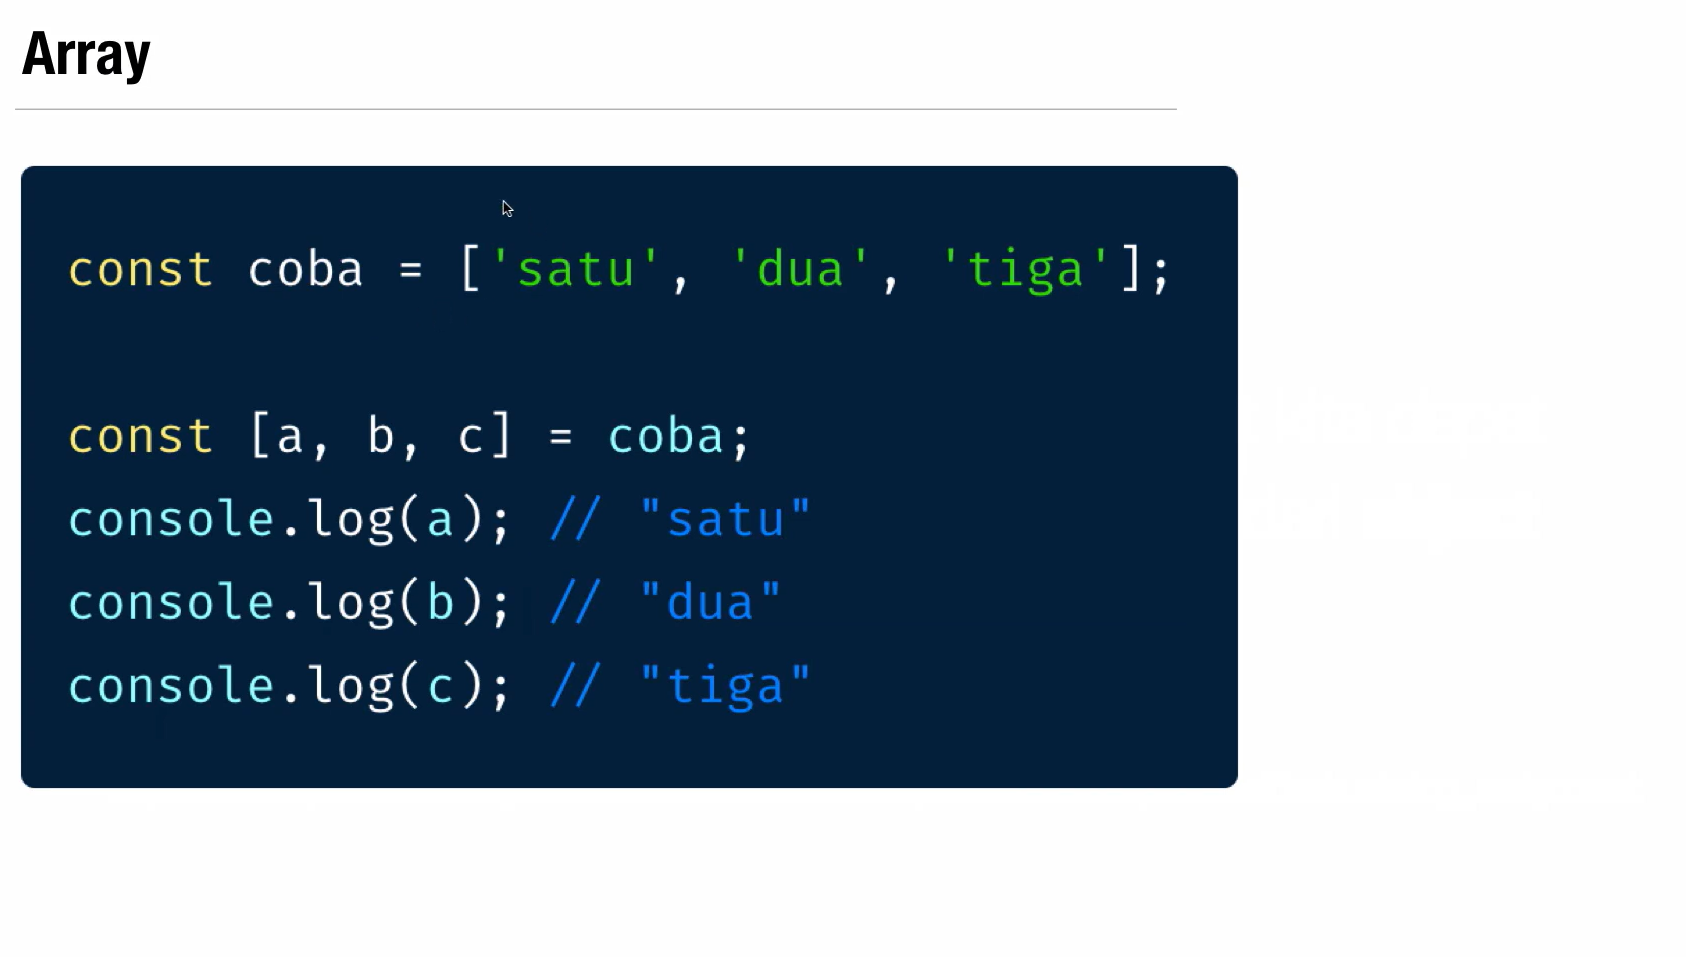 Array
const coba = ['satu', 'dua', 'tiga'];
const [a, b, c] = coba;
console.log(a); // "satu"
console.log(b); // "dua"
console.log(c); // "tiga"